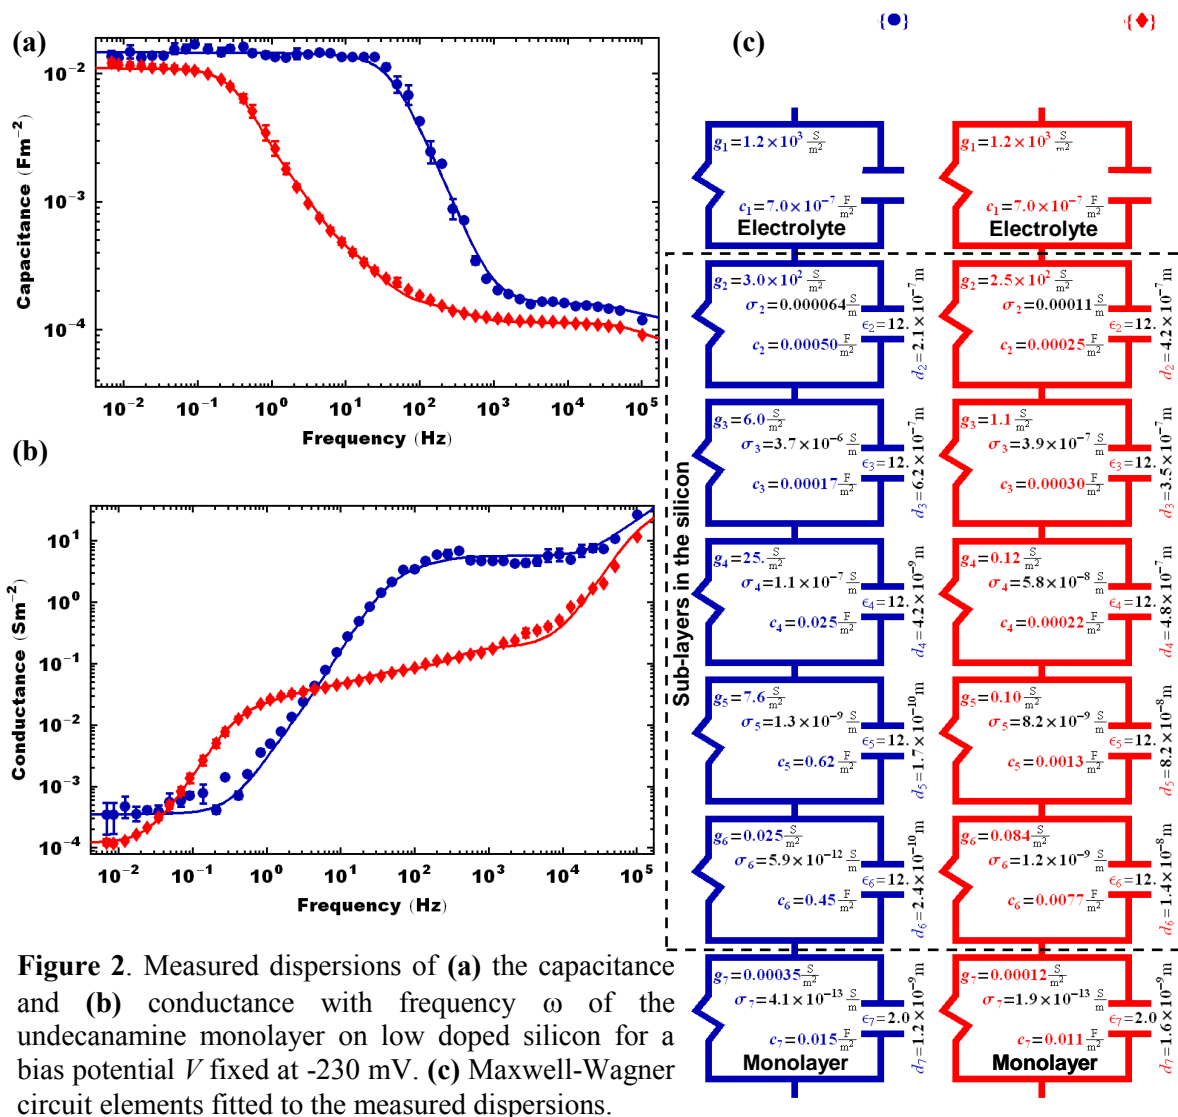 (a)
10⁻²
10⁻³
10⁻⁴
Capacitance (Fm⁻²)
10⁻² 10⁻¹ 10⁰ 10¹ 10² 10³ 10⁴ 10⁵
Frequency (Hz)
(b)
10¹
10⁰
10⁻¹
10⁻²
10⁻³
10⁻⁴
Conductance (Sm⁻²)
10⁻² 10⁻¹ 10⁰ 10¹ 10² 10³ 10⁴ 10⁵
Frequency (Hz)
(c)
{●}
{♦}
g₁=1.2×10³ S/m²
c₁=7.0×10⁻⁷ F/m²
Electrolyte
g₁=1.2×10³ S/m²
c₁=7.0×10⁻⁷ F/m²
Electrolyte
Sub-layers in the silicon
g₂=3.0×10² S/m²
σ₂=0.000064 S/m
ϵ₂=12.
c₂=0.00050 F/m²
d₂=2.1×10⁻⁷m
g₂=2.5×10² S/m²
σ₂=0.00011 S/m
ϵ₂=12.
c₂=0.00025 F/m²
d₂=4.2×10⁻⁷m
g₃=6.0 S/m²
σ₃=3.7×10⁻⁶ S/m
ϵ₃=12.
c₃=0.00017 F/m²
d₃=6.2×10⁻⁷m
g₃=1.1 S/m²
σ₃=3.9×10⁻⁷ S/m
ϵ₃=12.
c₃=0.00030 F/m²
d₃=3.5×10⁻⁷m
g₄=25. S/m²
σ₄=1.1×10⁻⁷ S/m
ϵ₄=12.
c₄=0.025 F/m²
d₄=4.2×10⁻⁹m
g₄=0.12 S/m²
σ₄=5.8×10⁻⁸ S/m
ϵ₄=12.
c₄=0.00022 F/m²
d₄=4.8×10⁻⁷m
g₅=7.6 S/m²
σ₅=1.3×10⁻⁹ S/m
ϵ₅=12.
c₅=0.62 F/m²
d₅=1.7×10⁻¹⁰m
g₅=0.10 S/m²
σ₅=8.2×10⁻⁹ S/m
ϵ₅=12.
c₅=0.0013 F/m²
d₅=8.2×10⁻⁸m
g₆=0.025 S/m²
σ₆=5.9×10⁻¹² S/m
ϵ₆=12.
c₆=0.45 F/m²
d₆=2.4×10⁻¹⁰m
g₆=0.084 S/m²
σ₆=1.2×10⁻⁹ S/m
ϵ₆=12.
c₆=0.0077 F/m²
d₆=1.4×10⁻⁸m
g₇=0.00035 S/m²
σ₇=4.1×10⁻¹³ S/m
ϵ₇=2.0
c₇=0.015 F/m²
d₇=1.2×10⁻⁹m
Monolayer
g₇=0.00012 S/m²
σ₇=1.9×10⁻¹³ S/m
ϵ₇=2.0
c₇=0.011 F/m²
d₇=1.6×10⁻⁹m
Monolayer
Figure 2. Measured dispersions of (a) the capacitance
and (b) conductance with frequency ω of the
undecanamine monolayer on low doped silicon for a
bias potential V fixed at -230 mV. (c) Maxwell-Wagner
circuit elements fitted to the measured dispersions.